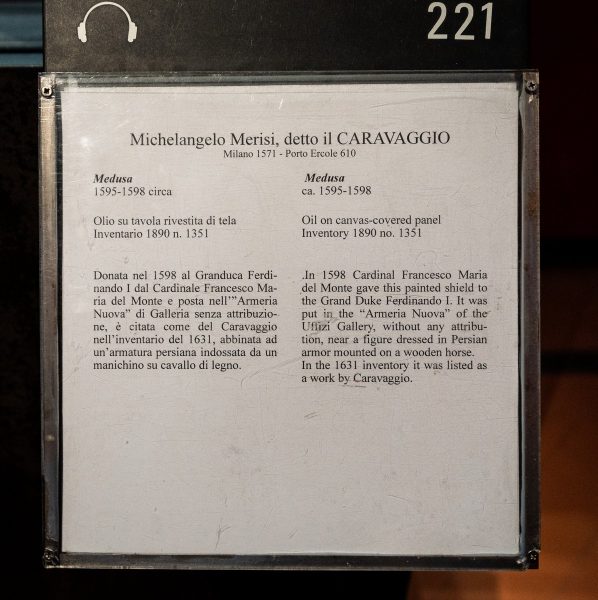 221
Michelangelo Merisi, detto il CARAVAGGIO
Milano 1571 - Porto Ercole 610
Medusa
1595-1598 circa
Olio su tavola rivestita di tela
Inventario 1890 n. 1351
Donata nel 1598 al Granduca Ferdi-
nando I dal Cardinale Francesco Ma-
ria del Monte e posta nell'"Armeria
Nuova" di Galleria senza attribuzio-
ne, è citata come del Caravaggio
nell'inventario del 1631, abbinata ad
un'armatura persiana indossata da un
manichino su cavallo di legno.
Medusa
ca. 1595-1598
Oil on canvas-covered panel
Inventory 1890 no. 1351
.In 1598 Cardinal Francesco Maria
del Monte gave this painted shield to
the Grand Duke Ferdinando I. It was
put in the "Armeria Nuova" of the
Uffizi Gallery, without any attribu-
tion, near a figure dressed in Persian
armor mounted on a wooden horse.
In the 1631 inventory it was listed as
a work by Caravaggio.